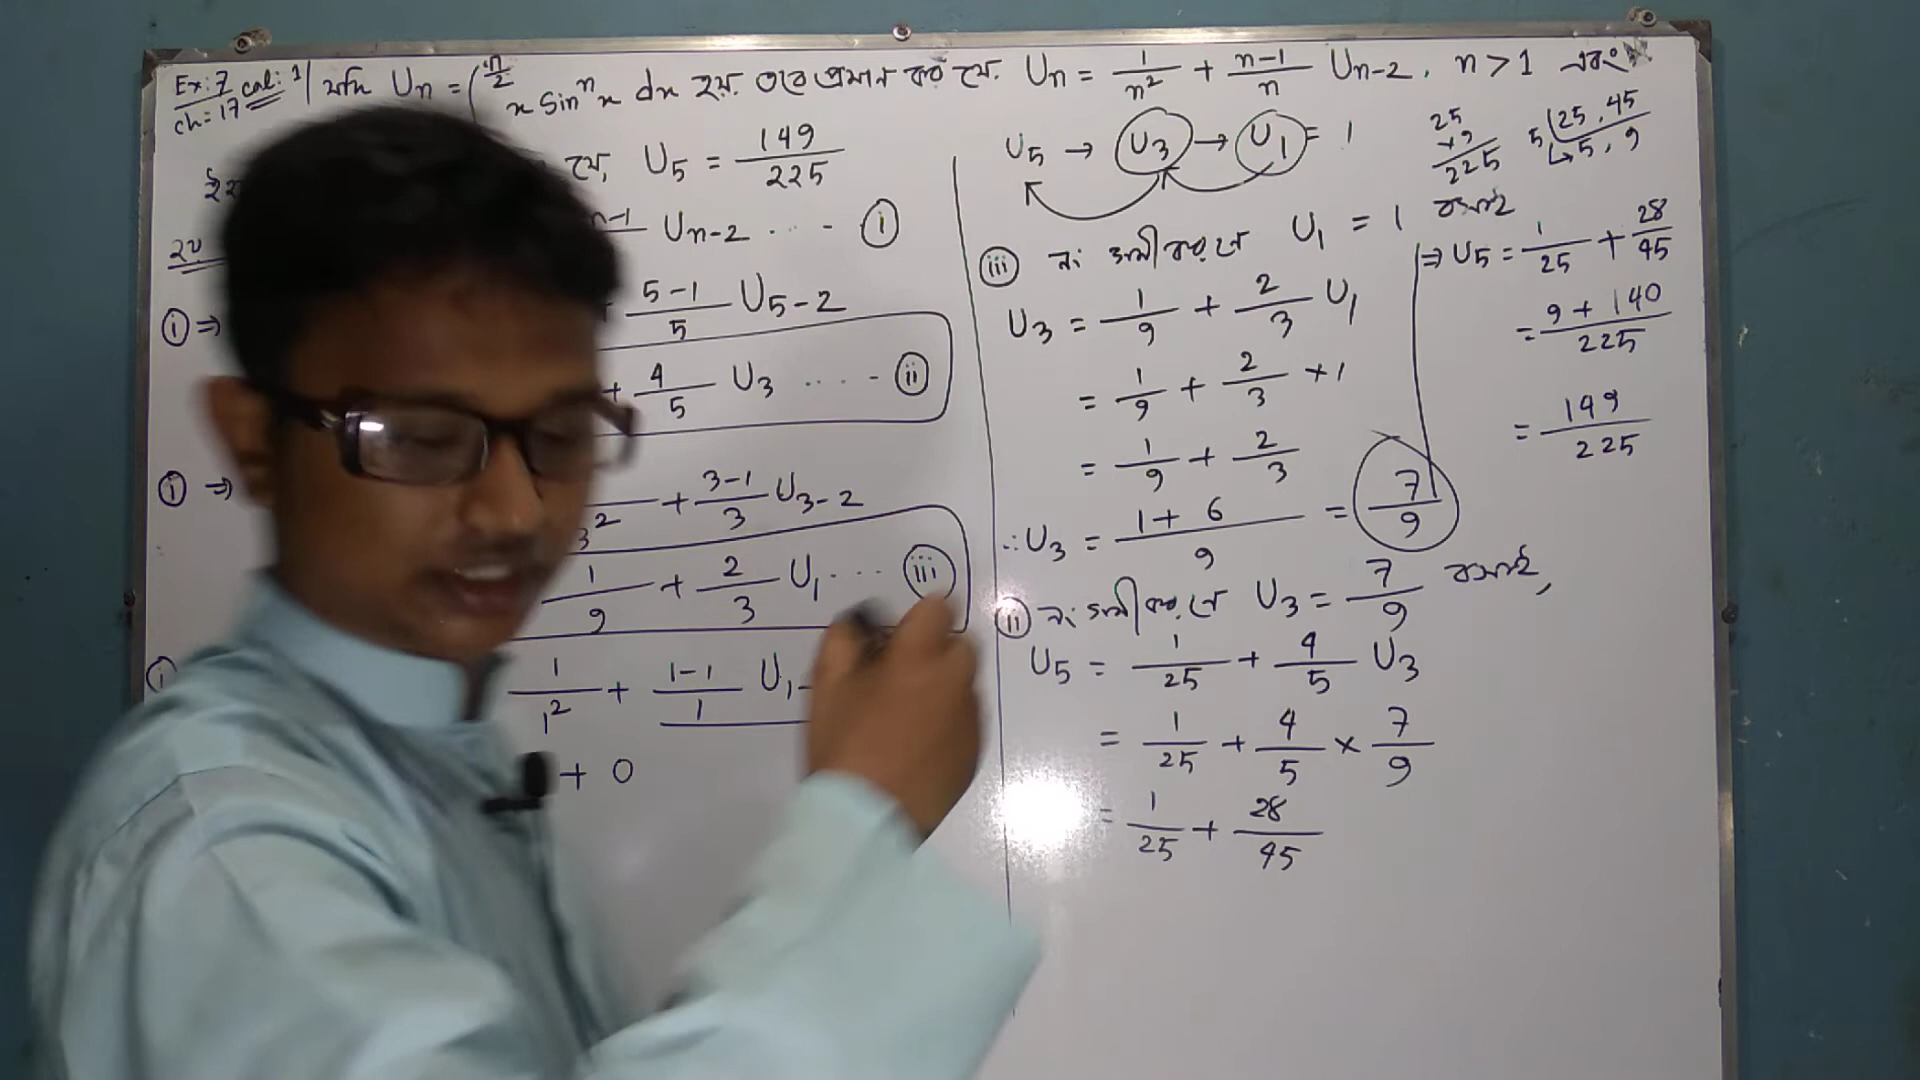 Ex: 7 cal: 1
ch: 17
যদি Un = ∫ π/2 x sin^n x dx হয়. তবে প্রমাণ কর যে. Un = 1/n² + n-1/n Un-2 . n > 1 এবং
যে, U5 = 149/225
n-1 Un-2 .... (i)
(i) ⇒
+ 5-1/5 U5-2
+ 4/5 U3 .... (ii)
(i) ⇒
3² + 3-1/3 U3-2
1/9 + 2/3 U1 .... (iii)
1/1² + 1-1/1 U1-
+ 0
U5 → U3 → U1 = 1
(iii) নং সমীকরণে U1 = 1 বসাই
U3 = 1/9 + 2/3 U1
= 1/9 + 2/3 + 1
= 1/9 + 2/3
∴ U3 = 1 + 6/9 = 7/9
(ii) নং সমীকরণে U3 = 7/9 বসাই,
U5 = 1/25 + 4/5 U3
= 1/25 + 4/5 × 7/9
= 1/25 + 28/45
25
×9
225
5 | 25, 45
↳ 5, 9
⇒ U5 = 1/25 + 28/45
= 9 + 140/225
= 149/225